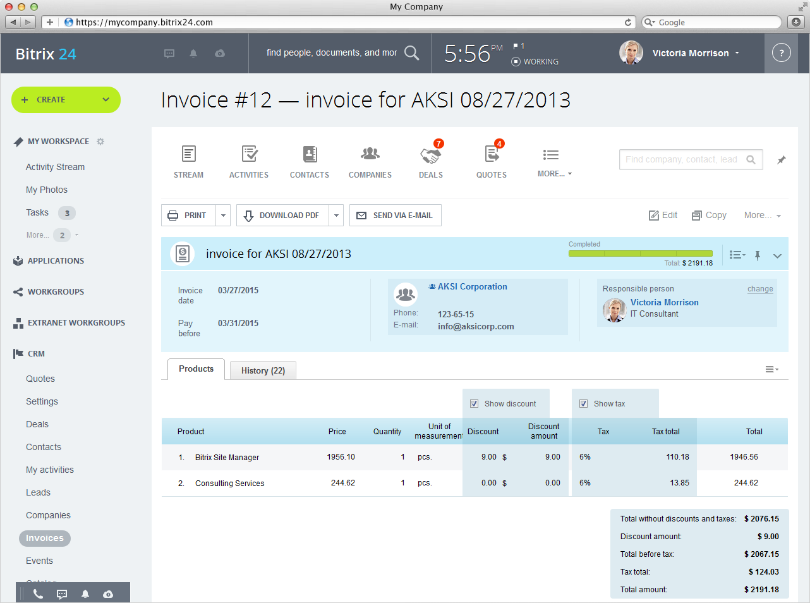 My Company
https://mycompany.bitrix24.com
Google
Bitrix 24
find people, documents, and mor
5:56 PM
1
WORKING
Victoria Morrison
?
+ CREATE
Invoice #12 — invoice for AKSI 08/27/2013
MY WORKSPACE
Activity Stream
My Photos
Tasks 3
More... 2
APPLICATIONS
WORKGROUPS
EXTRANET WORKGROUPS
CRM
Quotes
Settings
Deals
Contacts
My activities
Leads
Companies
Invoices
Events
STREAM
ACTIVITIES
CONTACTS
COMPANIES
7
DEALS
4
QUOTES
MORE...
Find company, contact, lead
PRINT
DOWNLOAD PDF
SEND VIA E-MAIL
Edit
Copy
More...
invoice for AKSI 08/27/2013
Completed
Total: $ 2191.18
Invoice date 03/27/2015
Pay before 03/31/2015
AKSI Corporation
Phone: 123-65-15
E-mail: info@aksicorp.com
Responsible person change
Victoria Morrison
IT Consultant
Products
History (22)
Show discount
Show tax
Product Price Quantity Unit of measuremen Discount Discount amount Tax Tax total Total
1. Bitrix Site Manager 1956.10 1 pcs. 9.00 $ 9.00 6% 110.18 1946.56
2. Consulting Services 244.62 1 pcs. 0.00 $ 0.00 6% 13.85 244.62
Total without discounts and taxes: $ 2076.15
Discount amount: $ 9.00
Total before tax: $ 2067.15
Tax total: $ 124.03
Total amount: $ 2191.18